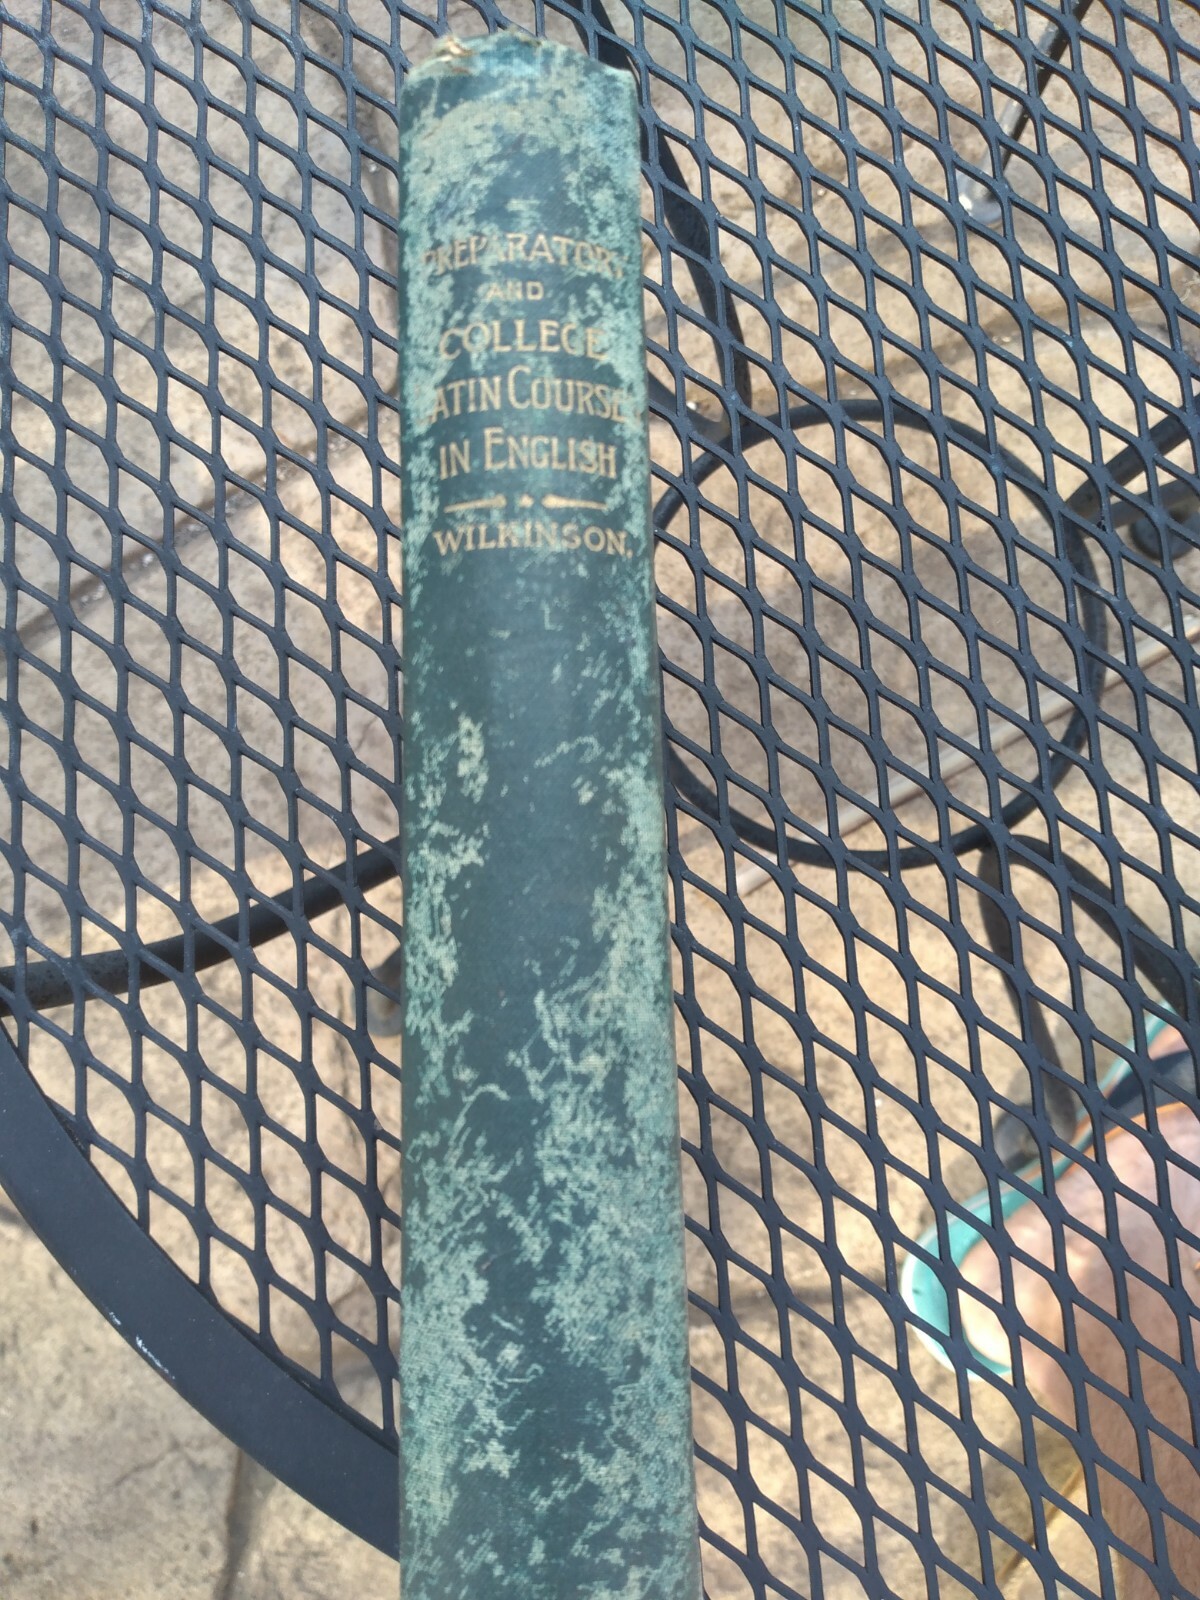 PREPARATORY
AND
COLLEGE
LATIN COURSE
IN ENGLISH
WILKINSON.